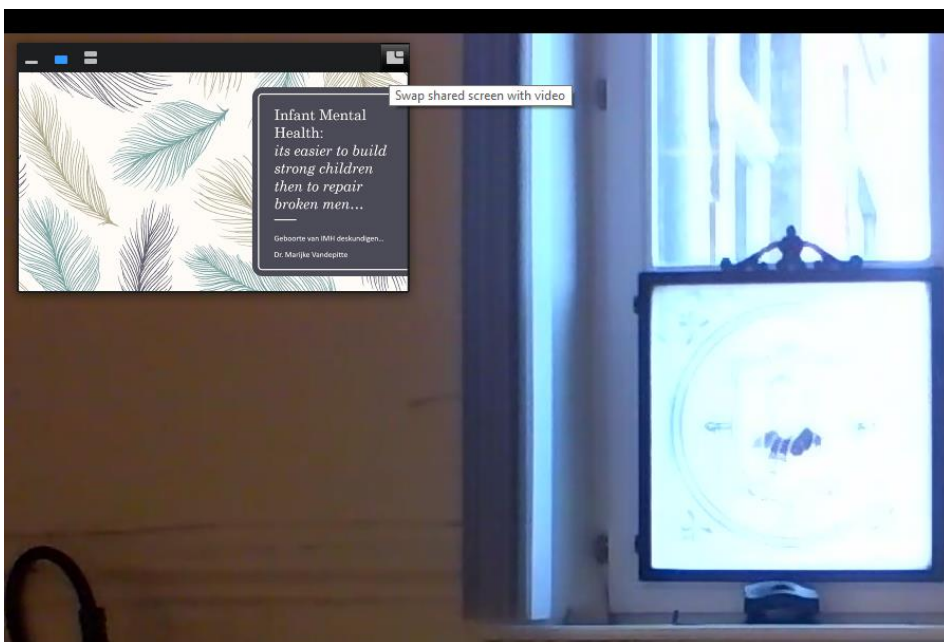 Swap shared screen with video
Infant Mental
Health:
its easier to build
strong children
then to repair
broken men...
Geboorte van IMH deskundigen...
Dr. Marijke Vandepitte